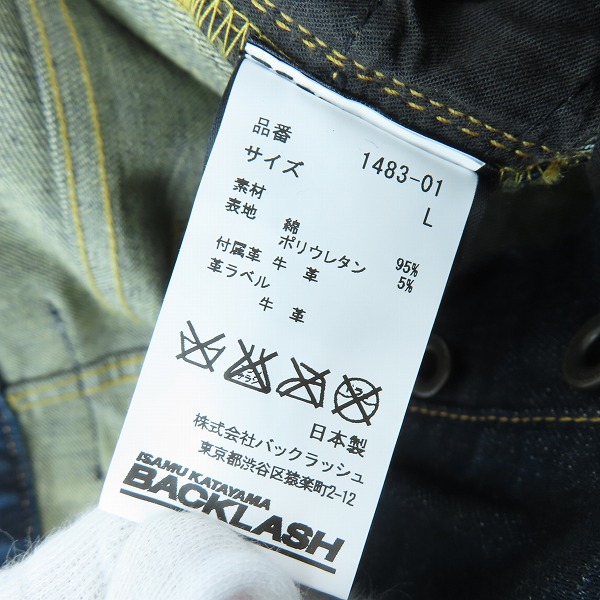 品番 1483-01
サイズ L
素材
表地 綿 95%
ポリウレタン 5%
付属革 牛 革
革ラベル
牛 革
日本製
株式会社バックラッシュ
東京都渋谷区猿楽町2-12
ISAMU KATAYAMA
BACKLASH